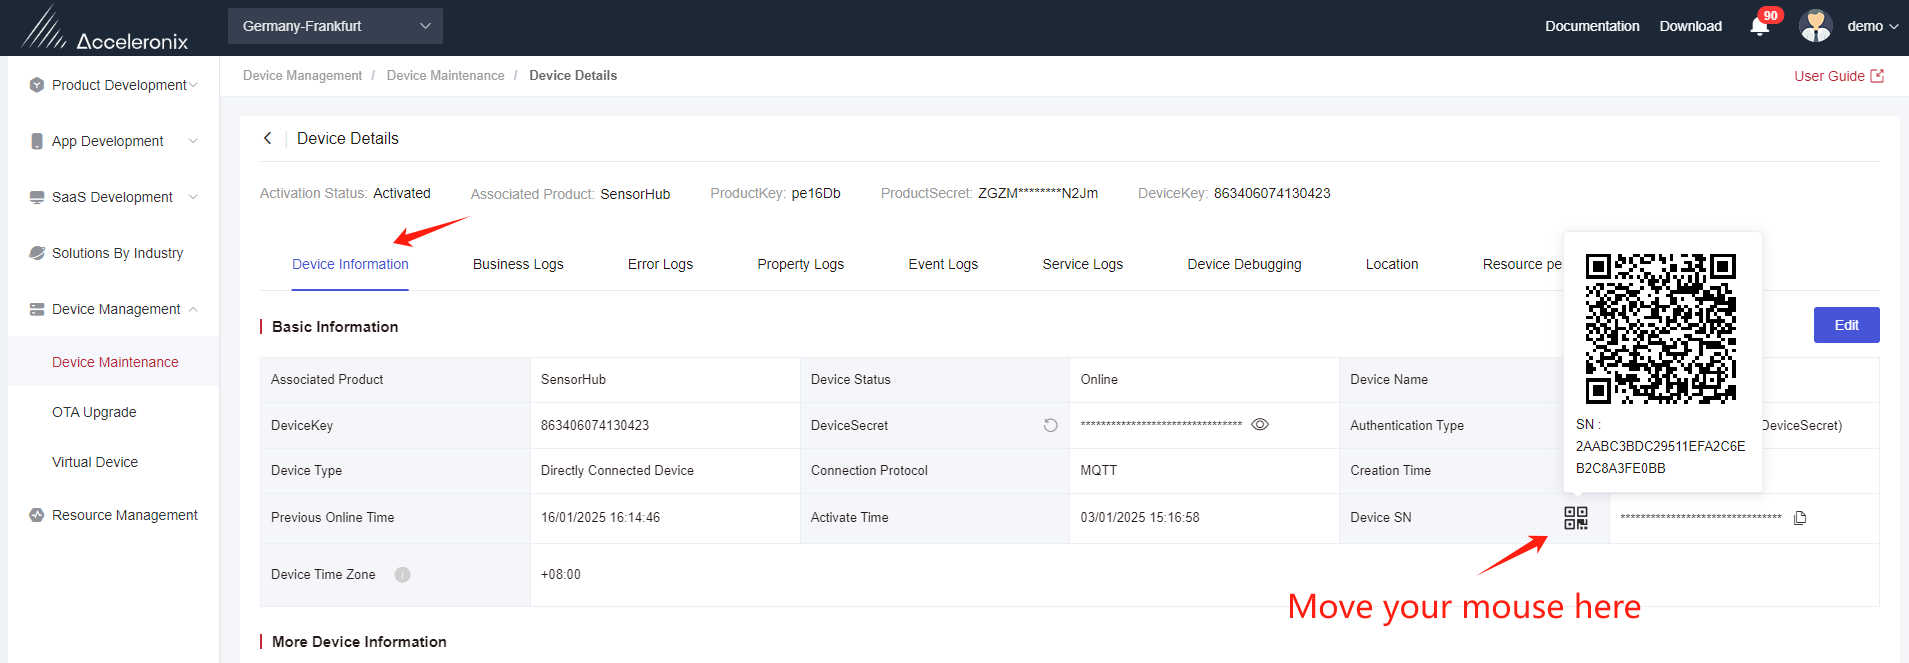 Acceleronix
Germany-Frankfurt
Documentation Download 90 demo
Product Development
App Development
SaaS Development
Solutions By Industry
Device Management
Device Maintenance
OTA Upgrade
Virtual Device
Resource Management
Device Management / Device Maintenance / Device Details
User Guide
Device Details
Activation Status: Activated Associated Product: SensorHub ProductKey: pe16Db ProductSecret: ZGZM********N2Jm DeviceKey: 863406074130423
Device Information Business Logs Error Logs Property Logs Event Logs Service Logs Device Debugging Location Resource pe
Basic Information
Edit
Associated Product SensorHub Device Status Online Device Name
DeviceKey 863406074130423 DeviceSecret ******************************** Authentication Type DeviceSecret)
Device Type Directly Connected Device Connection Protocol MQTT Creation Time
Previous Online Time 16/01/2025 16:14:46 Activate Time 03/01/2025 15:16:58 Device SN ********************************
Device Time Zone +08:00
SN :
2AABC3BDC29511EFA2C6E
B2C8A3FE0BB
Move your mouse here
More Device Information